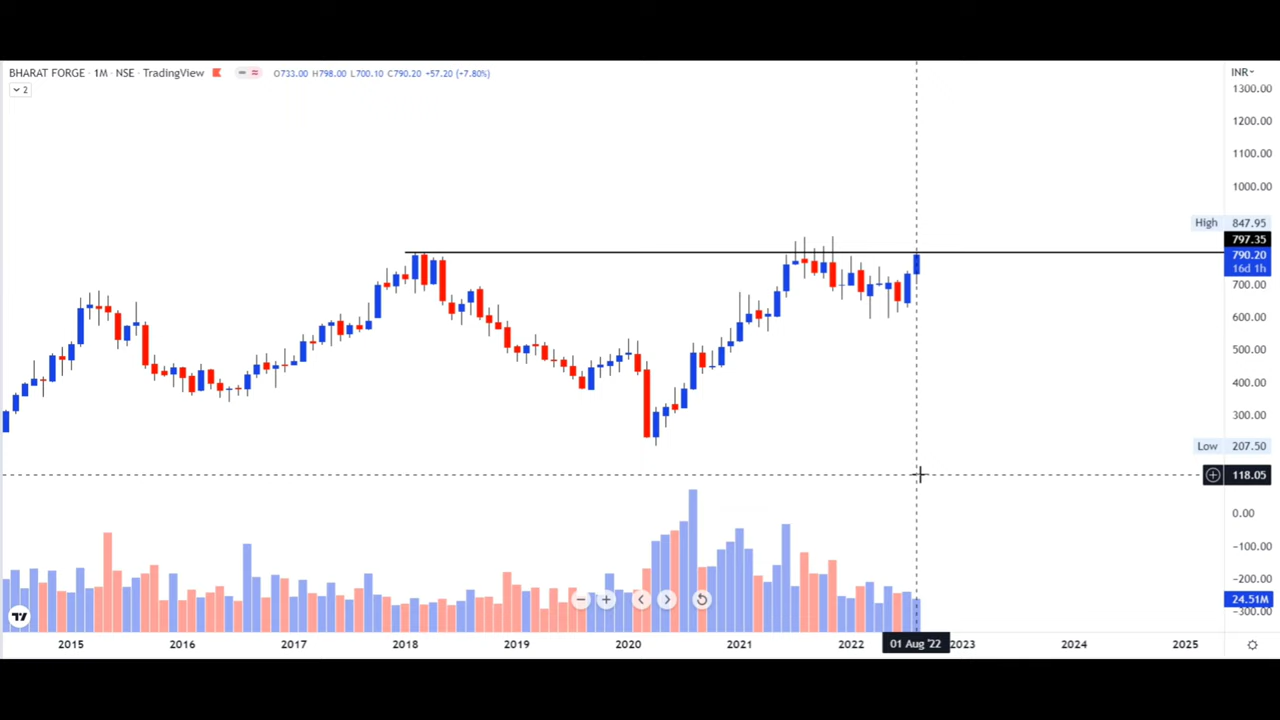 BHARAT FORGE · 1M · NSE · TradingView O733.00 H798.00 L700.10 C790.20 +57.20 (+7.80%)
INR
2
1300.00
1200.00
1100.00
1000.00
High 847.95
797.35
790.20
16d 1h
700.00
600.00
500.00
400.00
300.00
Low 207.50
118.05
0.00
-100.00
-200.00
24.51M
-300.00
2015 2016 2017 2018 2019 2020 2021 2022 01 Aug '22 2023 2024 2025